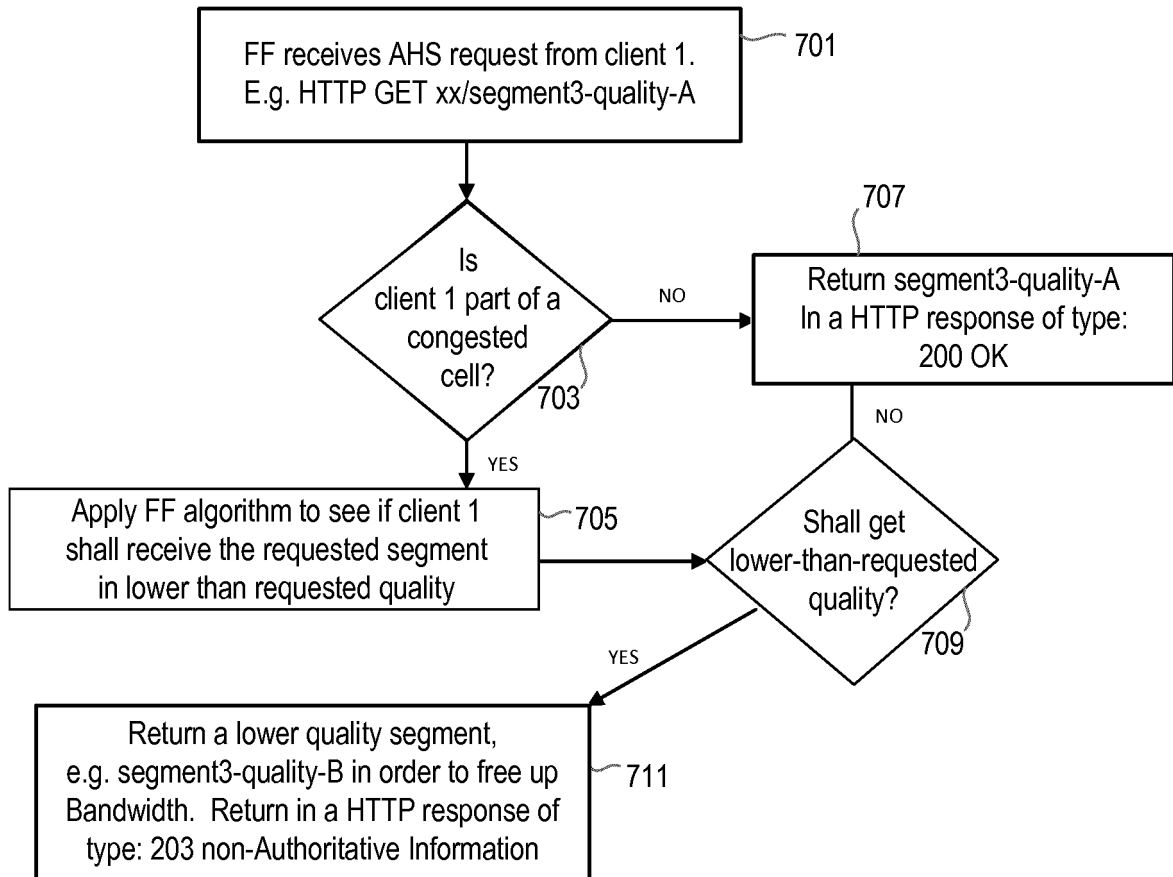 FF receives AHS request from client 1.
E.g. HTTP GET xx/segment3-quality-A
701
Is
client 1 part of a
congested
cell?
703
NO
707
Return segment3-quality-A
In a HTTP response of type:
200 OK
NO
YES
Apply FF algorithm to see if client 1
shall receive the requested segment
in lower than requested quality
705
Shall get
lower-than-requested
quality?
709
YES
Return a lower quality segment,
e.g. segment3-quality-B in order to free up
Bandwidth. Return in a HTTP response of
type: 203 non-Authoritative Information
711